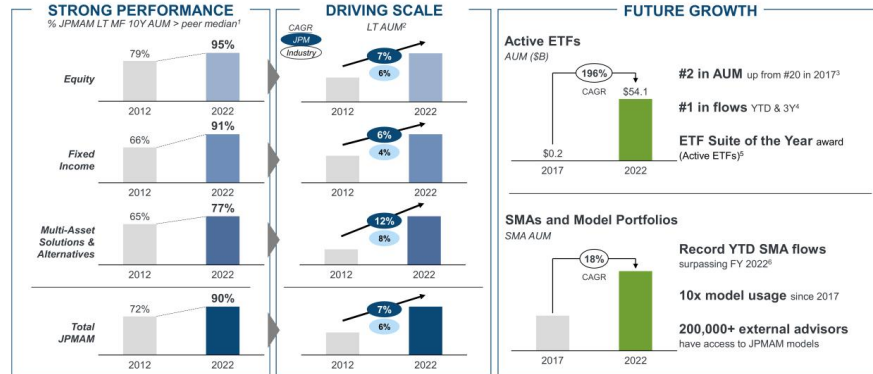 STRONG PERFORMANCE
% JPMAM LT MF 10Y AUM > peer median¹
Equity
79%
95%
2012
2022
Fixed
Income
66%
91%
2012
2022
Multi-Asset
Solutions &
Alternatives
65%
77%
2012
2022
Total
JPMAM
72%
90%
2012
2022
DRIVING SCALE
LT AUM²
CAGR
JPM
Industry
7%
6%
2012
2022
6%
4%
2012
2022
12%
8%
2012
2022
7%
6%
2012
2022
FUTURE GROWTH
Active ETFs
AUM ($B)
196%
CAGR
$54.1
$0.2
2017
2022
#2 in AUM up from #20 in 2017³
#1 in flows YTD & 3Y⁴
ETF Suite of the Year award
(Active ETFs)⁵
SMAs and Model Portfolios
SMA AUM
18%
CAGR
2017
2022
Record YTD SMA flows
surpassing FY 2022⁶
10x model usage since 2017
200,000+ external advisors
have access to JPMAM models